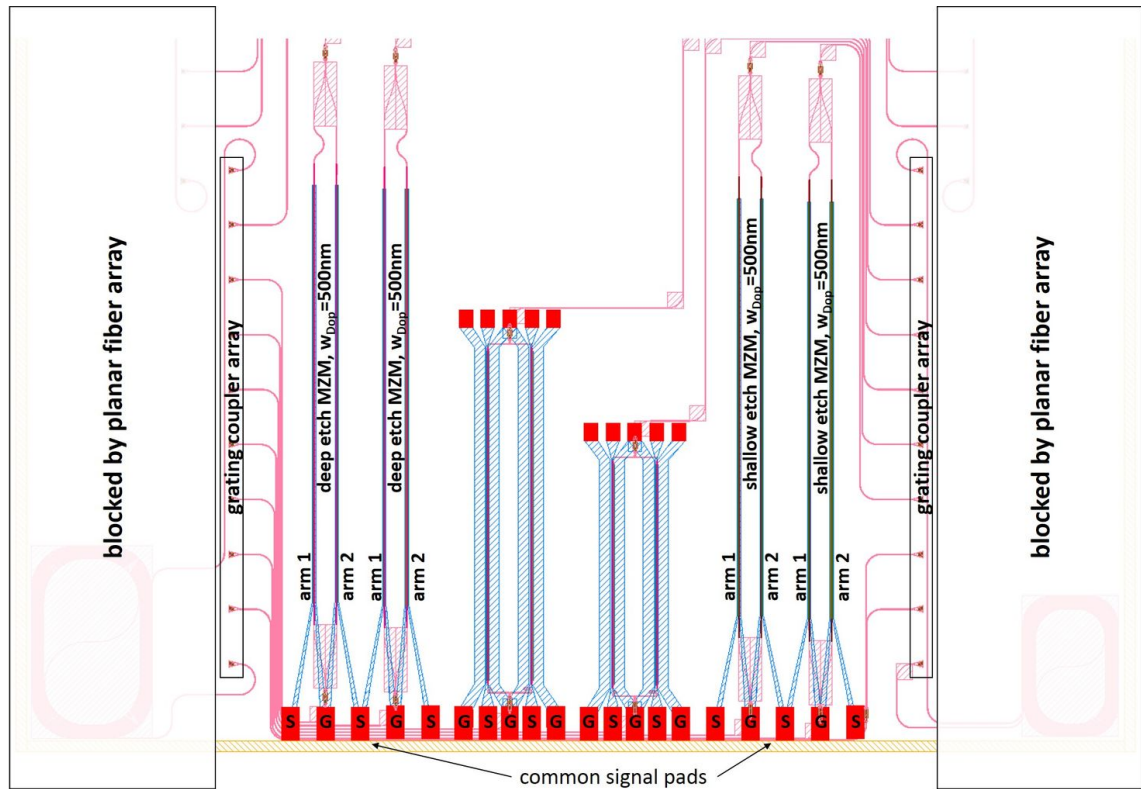 blocked by planar fiber array
grating coupler array
deep etch MZM, wDop=500nm
deep etch MZM, wDop=500nm
shallow etch MZM, wDop=500nm
shallow etch MZM, wDop=500nm
grating coupler array
blocked by planar fiber array
arm 1
arm 2
arm 1
arm 2
arm 1
arm 2
arm 1
arm 2
S G S G S G S G S G G S G S G S G S G S
common signal pads